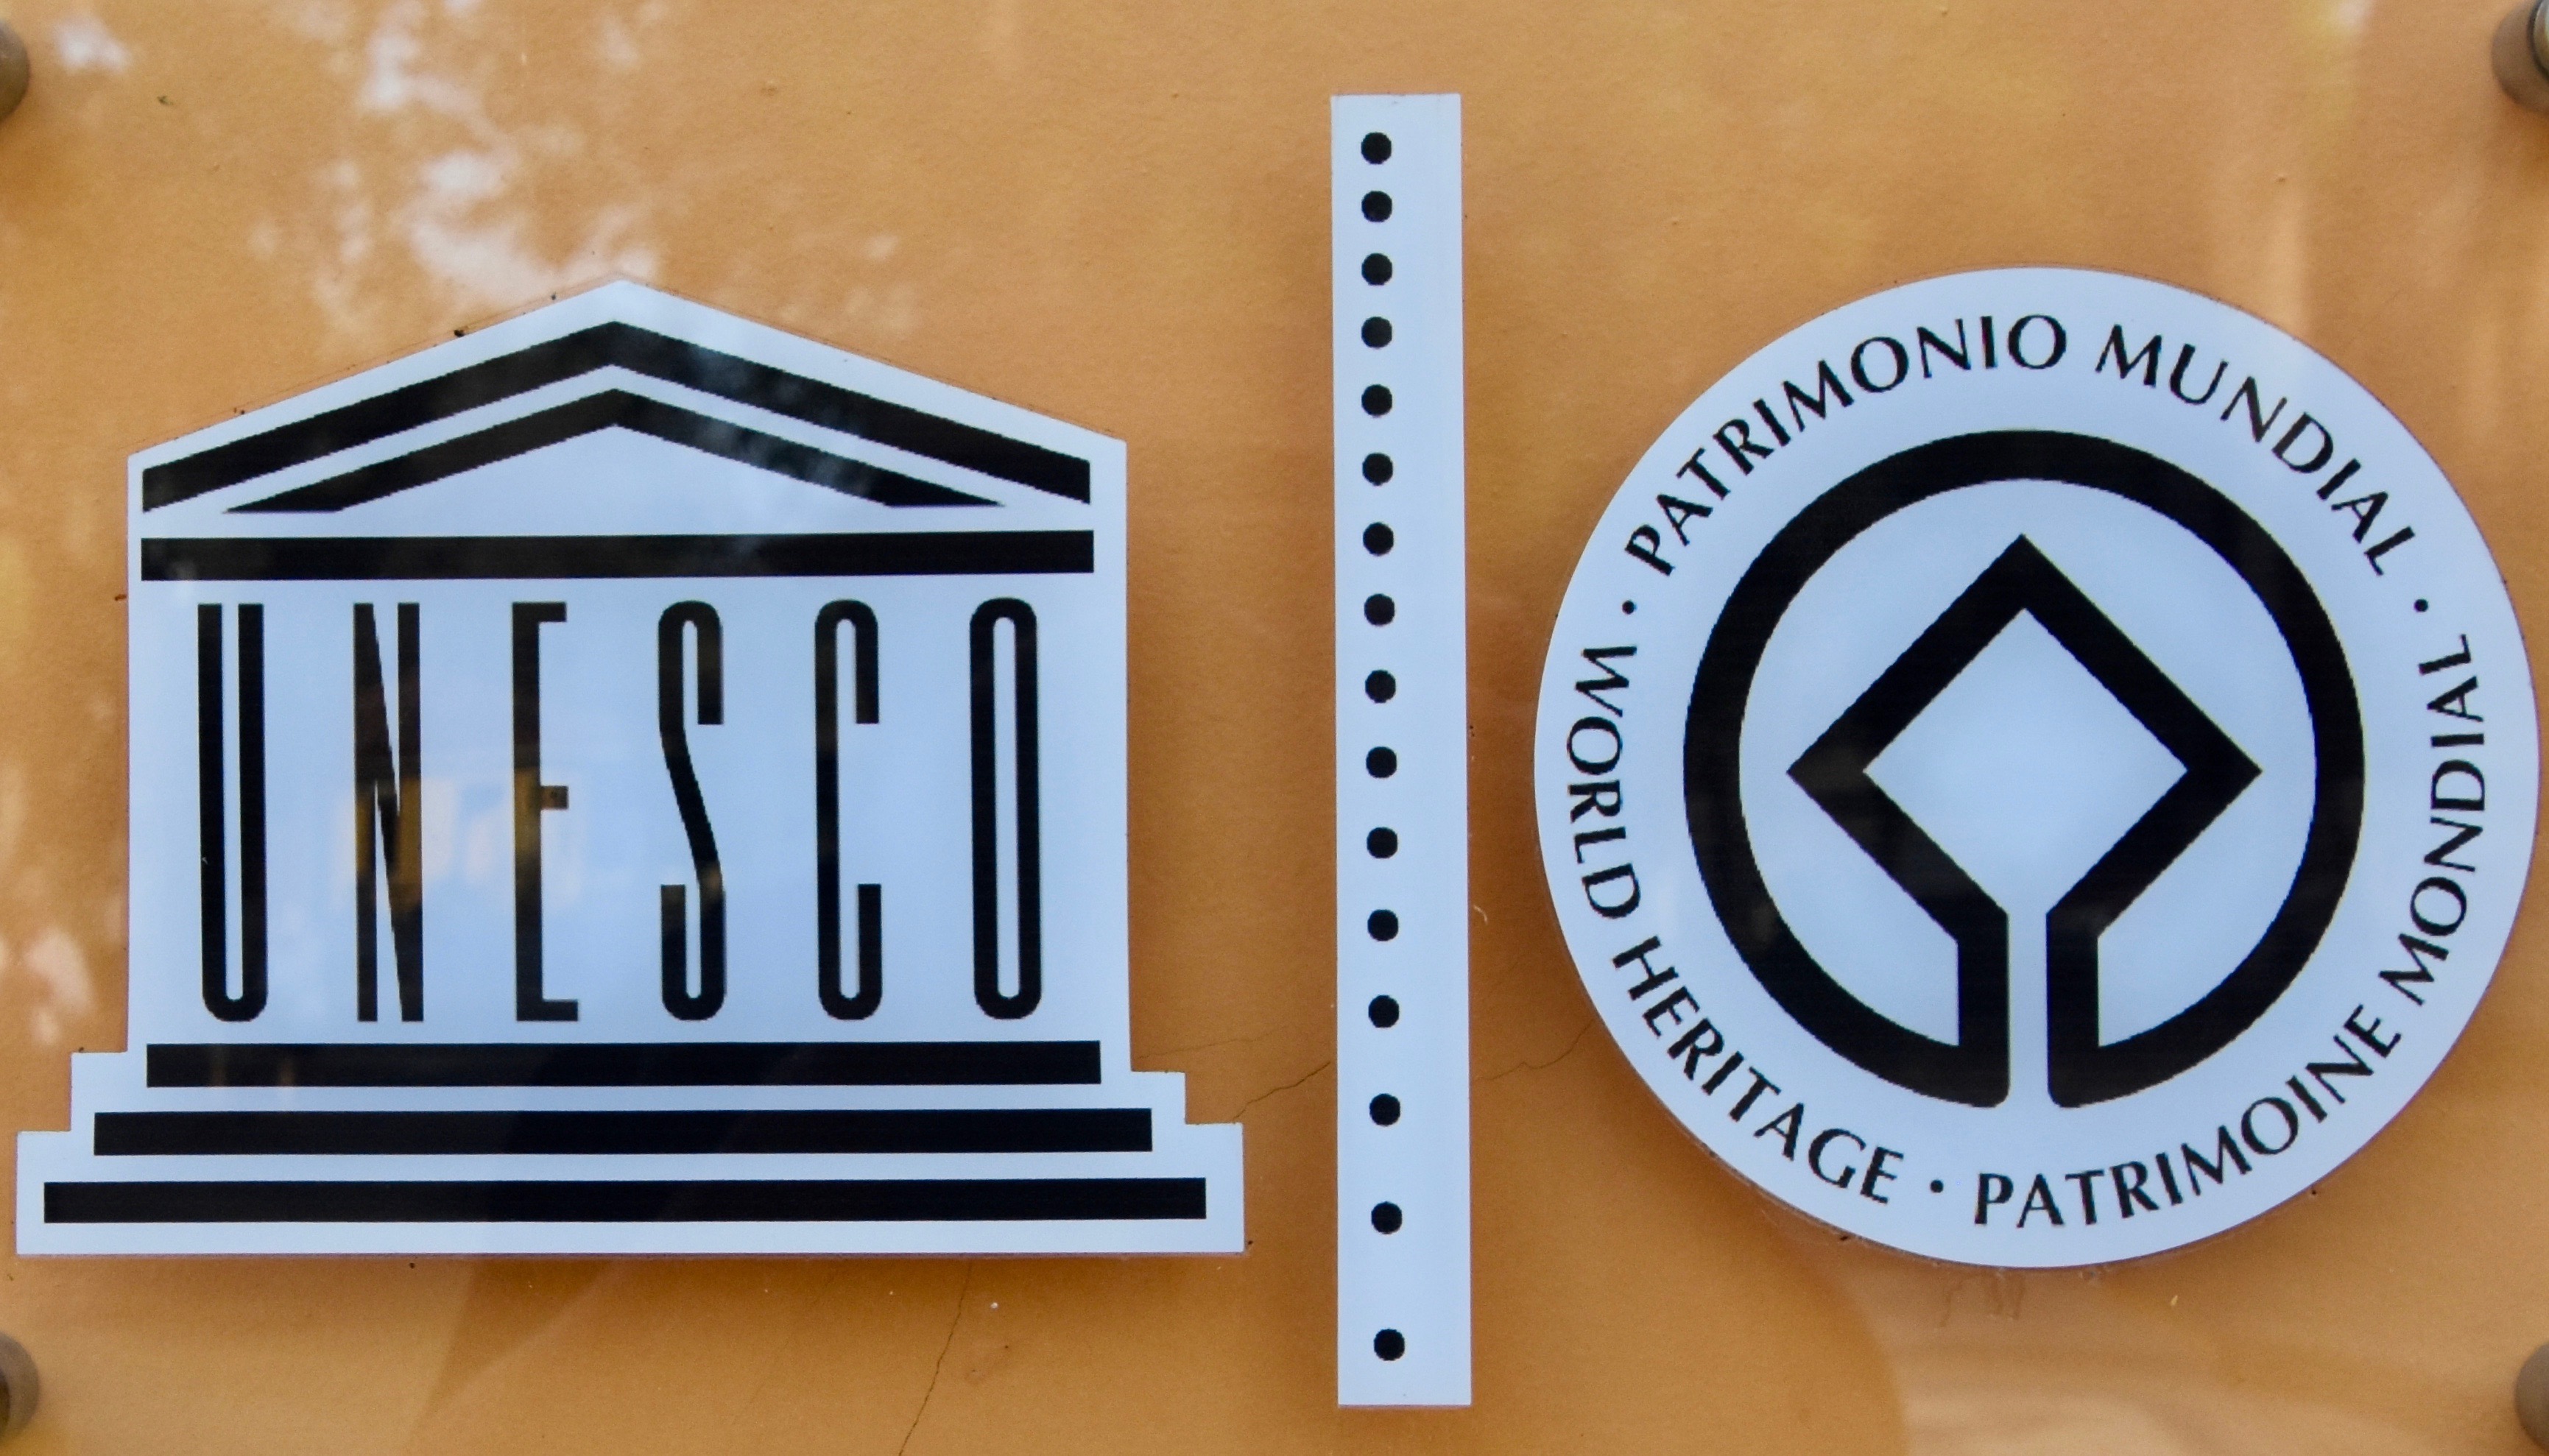 UNESCO
· PATRIMONIO MUNDIAL · PATRIMOINE MONDIAL · WORLD HERITAGE